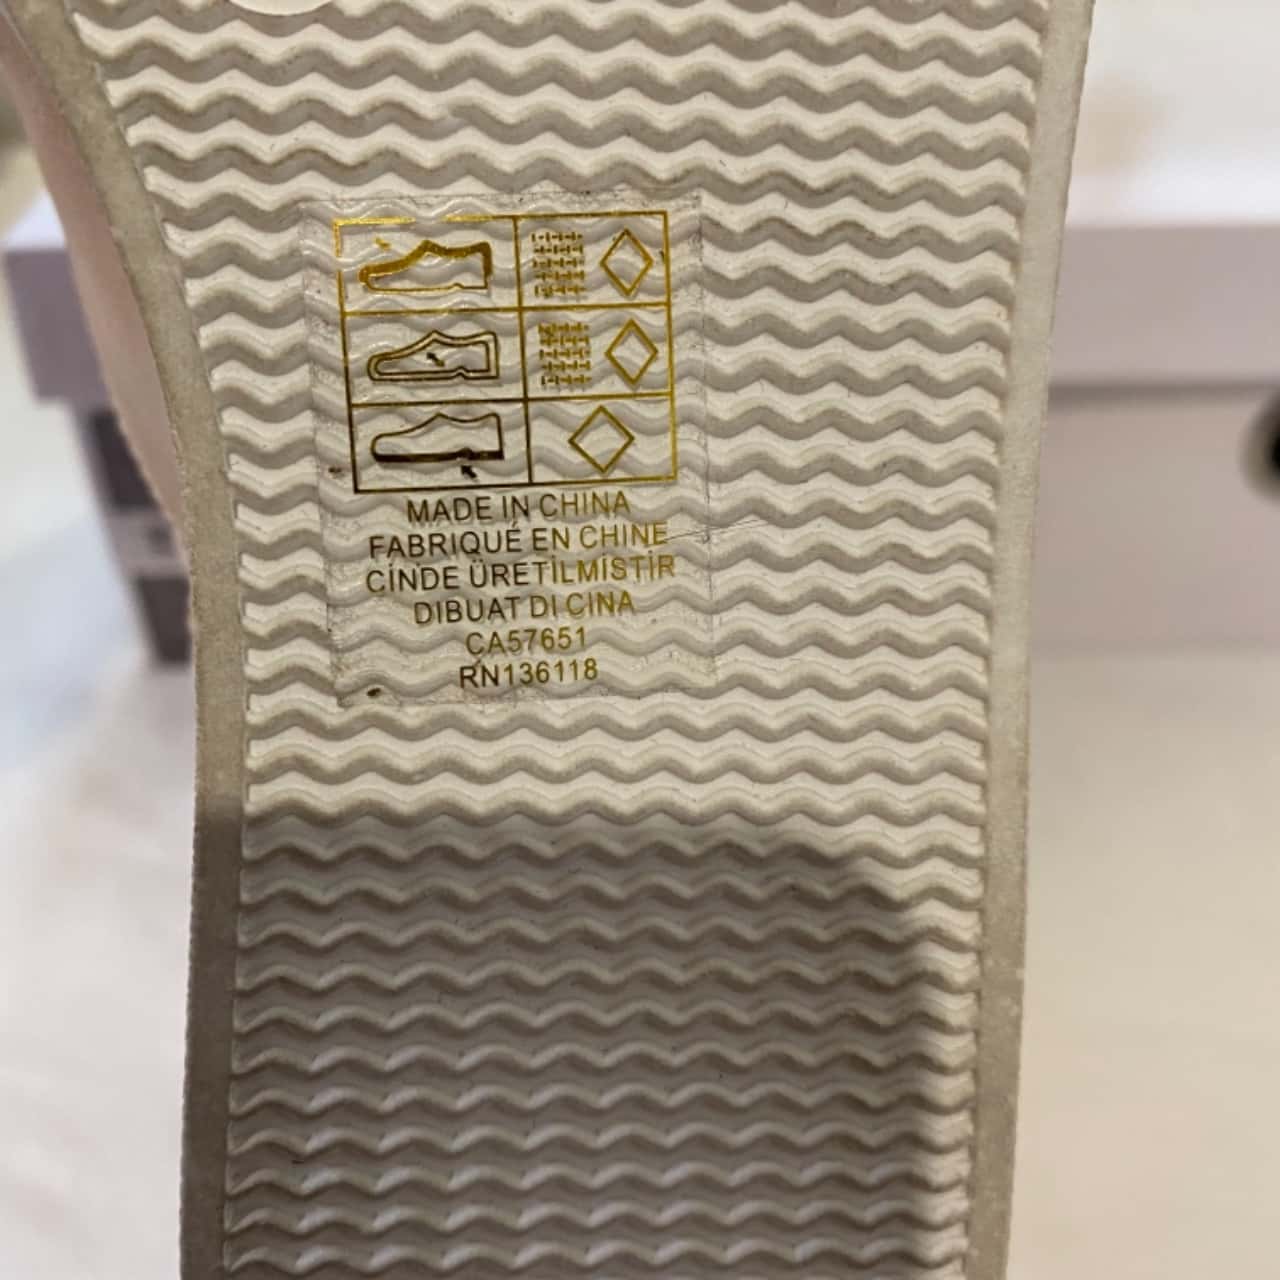 MADE IN CHINA
FABRIQUÉ EN CHINE
CİNDE ÜRETİLMİSTİR
DIBUAT DI CINA
CA57651
RN136118